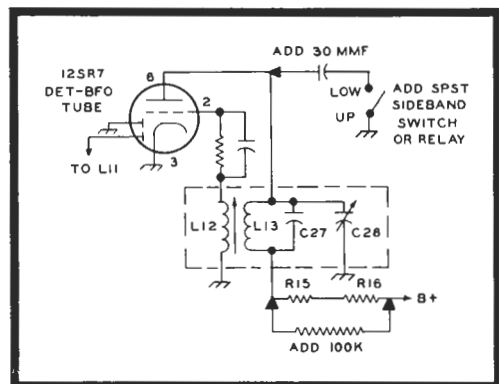 ADD 30 MMF
12SR7
DET-BFO
TUBE
6
2
3
TO L11
LOW
UP
ADD SPST
SIDEBAND
SWITCH
OR RELAY
L12
L13
C27
C28
R15
R16
B+
ADD 100K